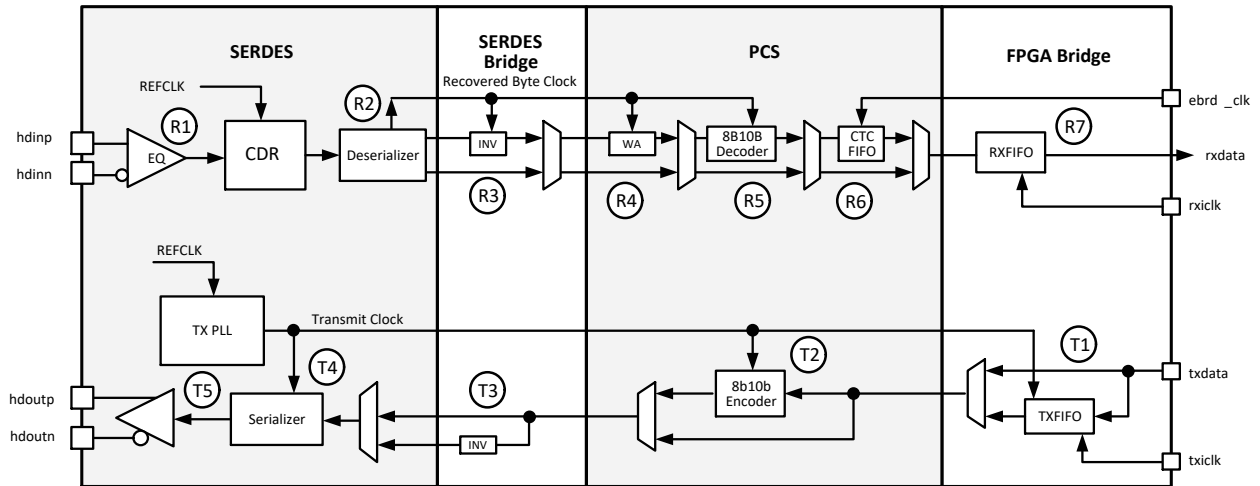 SERDES
SERDES
Bridge
PCS
FPGA Bridge
Recovered Byte Clock
REFCLK
R1
R2
hdinp
hdinn
EQ
CDR
Deserializer
INV
R3
WA
R4
8B10B
Decoder
R5
CTC
FIFO
R6
RXFIFO
R7
ebrd _clk
rxdata
rxiclk
REFCLK
TX PLL
Transmit Clock
T1
T2
T3
T4
T5
hdoutp
hdoutn
Serializer
INV
8b10b
Encoder
TXFIFO
txdata
txiclk